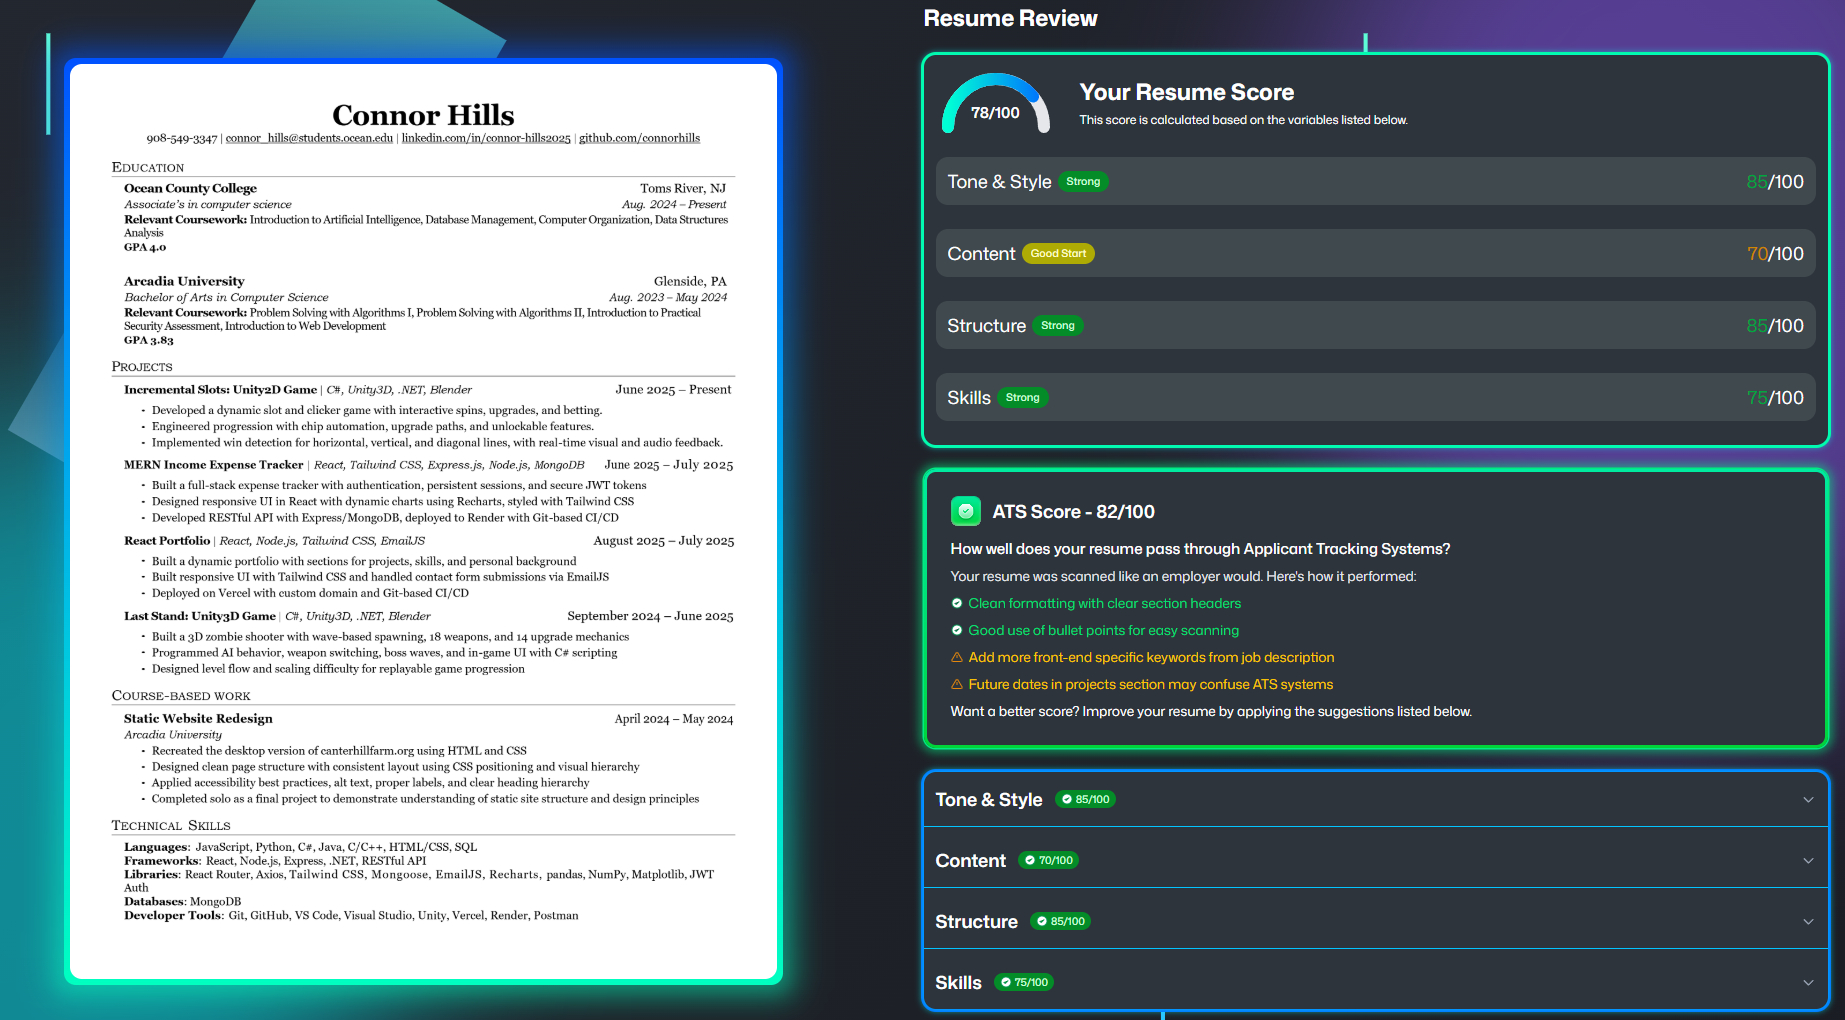 Connor Hills
908-549-3347 | connor_hills@students.ocean.edu | linkedin.com/in/connor-hills2025 | github.com/connorhills
EDUCATION
Ocean County College Toms River, NJ
Associate's in computer science Aug. 2024 – Present
Relevant Coursework: Introduction to Artificial Intelligence, Database Management, Computer Organization, Data Structures
Analysis
GPA 4.0
Arcadia University Glenside, PA
Bachelor of Arts in Computer Science Aug. 2023 – May 2024
Relevant Coursework: Problem Solving with Algorithms I, Problem Solving with Algorithms II, Introduction to Practical
Security Assessment, Introduction to Web Development
GPA 3.83
PROJECTS
Incremental Slots: Unity2D Game | C#, Unity3D, .NET, Blender June 2025 – Present
• Developed a dynamic slot and clicker game with interactive spins, upgrades, and betting.
• Engineered progression with chip automation, upgrade paths, and unlockable features.
• Implemented win detection for horizontal, vertical, and diagonal lines, with real-time visual and audio feedback.
MERN Income Expense Tracker | React, Tailwind CSS, Express.js, Node.js, MongoDB June 2025 – July 2025
• Built a full-stack expense tracker with authentication, persistent sessions, and secure JWT tokens
• Designed responsive UI in React with dynamic charts using Recharts, styled with Tailwind CSS
• Developed RESTful API with Express/MongoDB, deployed to Render with Git-based CI/CD
React Portfolio | React, Node.js, Tailwind CSS, EmailJS August 2025 – July 2025
• Built a dynamic portfolio with sections for projects, skills, and personal background
• Built responsive UI with Tailwind CSS and handled contact form submissions via EmailJS
• Deployed on Vercel with custom domain and Git-based CI/CD
Last Stand: Unity3D Game | C#, Unity3D, .NET, Blender September 2024 – June 2025
• Built a 3D zombie shooter with wave-based spawning, 18 weapons, and 14 upgrade mechanics
• Programmed AI behavior, weapon switching, boss waves, and in-game UI with C# scripting
• Designed level flow and scaling difficulty for replayable game progression
COURSE-BASED WORK
Static Website Redesign April 2024 – May 2024
Arcadia University
• Recreated the desktop version of canterhillfarm.org using HTML and CSS
• Designed clean page structure with consistent layout using CSS positioning and visual hierarchy
• Applied accessibility best practices, alt text, proper labels, and clear heading hierarchy
• Completed solo as a final project to demonstrate understanding of static site structure and design principles
TECHNICAL SKILLS
Languages: JavaScript, Python, C#, Java, C/C++, HTML/CSS, SQL
Frameworks: React, Node.js, Express, .NET, RESTful API
Libraries: React Router, Axios, Tailwind CSS, Mongoose, EmailJS, Recharts, pandas, NumPy, Matplotlib, JWT
Auth
Databases: MongoDB
Developer Tools: Git, GitHub, VS Code, Visual Studio, Unity, Vercel, Render, Postman
Resume Review
78/100
Your Resume Score
This score is calculated based on the variables listed below.
Tone & Style Strong 85/100
Content Good Start 70/100
Structure Strong 85/100
Skills Strong 75/100
ATS Score - 82/100
How well does your resume pass through Applicant Tracking Systems?
Your resume was scanned like an employer would. Here's how it performed:
Clean formatting with clear section headers
Good use of bullet points for easy scanning
Add more front-end specific keywords from job description
Future dates in projects section may confuse ATS systems
Want a better score? Improve your resume by applying the suggestions listed below.
Tone & Style 85/100
Content 70/100
Structure 85/100
Skills 75/100